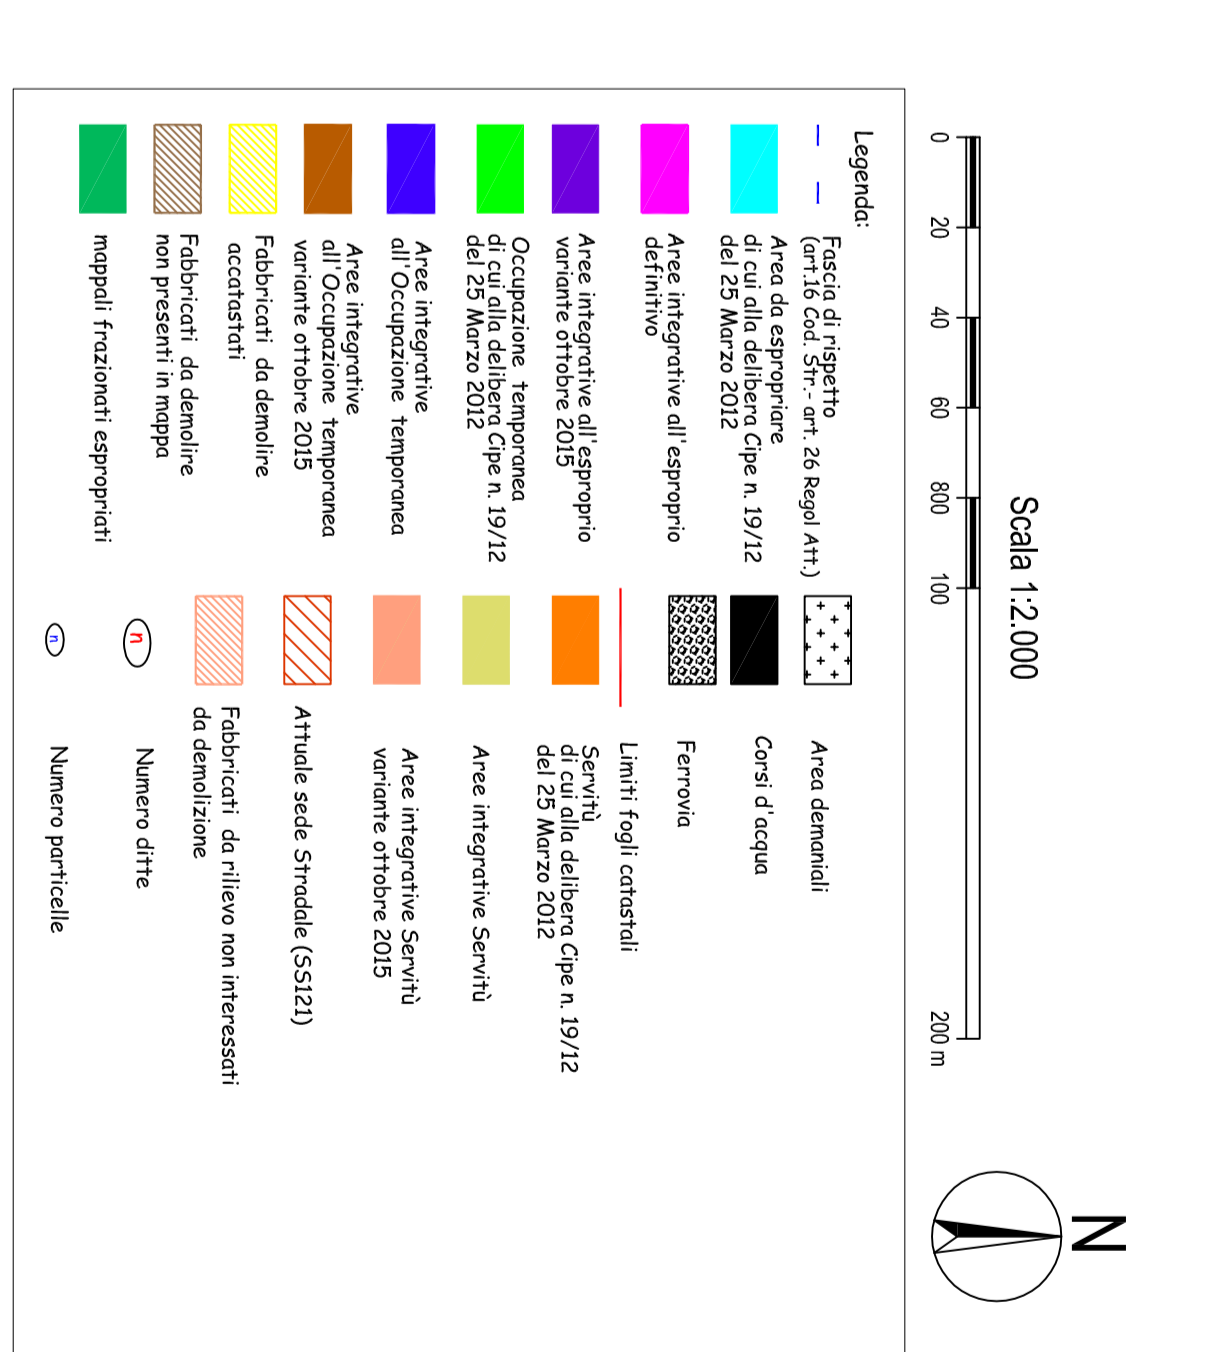 Scala 1:2.000
0
20
40
60
800
100
200 m
N
Legenda:
Fascia di rispetto
(art.16 Cod. Str.- art. 26 Regol Att.)
Area da espropriare
di cui alla delibera Cipe n. 19/12
del 25 Marzo 2012
Aree integrative all'esproprio
definitivo
Aree integrative all'esproprio
variante ottobre 2015
Occupazione temporanea
di cui alla delibera Cipe n. 19/12
del 25 Marzo 2012
Aree integrative
all'Occupazione temporanea
Aree integrative
all'Occupazione temporanea
variante ottobre 2015
Fabbricati da demolire
accatastati
Fabbricati da demolire
non presenti in mappa
mappali frazionati espropriati
Area demaniali
Corsi d'acqua
Ferrovia
Limiti fogli catastali
Servitù
di cui alla delibera Cipe n. 19/12
del 25 Marzo 2012
Aree integrative Servitù
Aree integrative Servitù
variante ottobre 2015
Attuale sede Stradale (SS121)
Fabbricati da rilievo non interessati
da demolizione
n
Numero ditte
n
Numero particelle